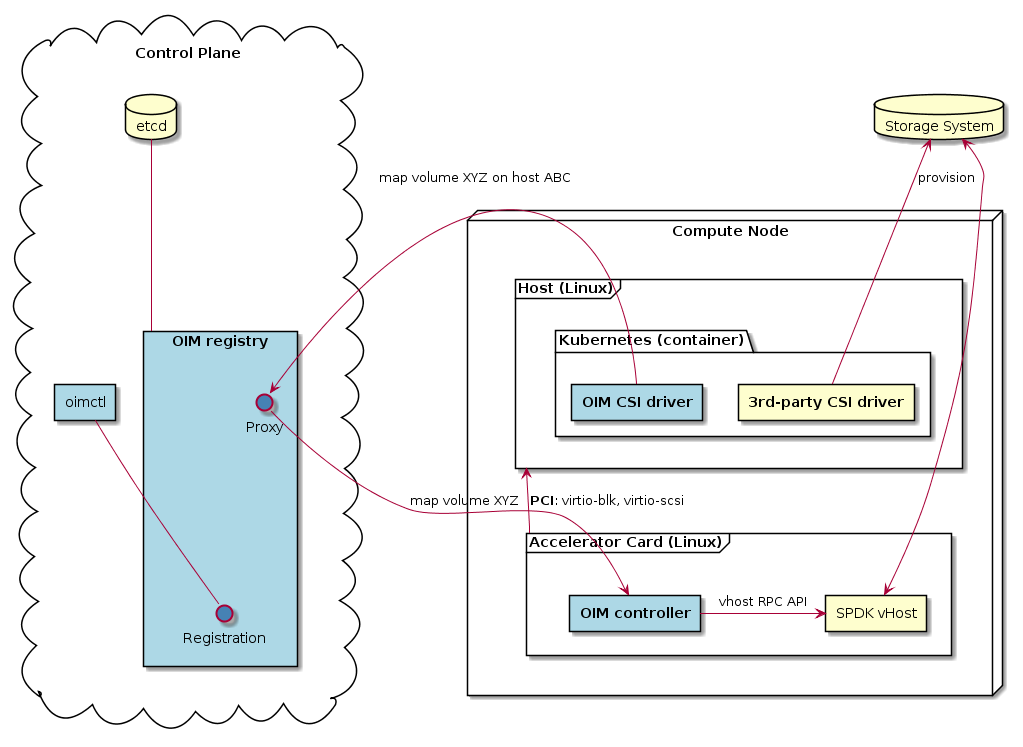 Control Plane
etcd
Storage System
map volume XYZ on host ABC
provision
Compute Node
Host (Linux)
Kubernetes (container)
OIM registry
oimctl
Proxy
OIM CSI driver
3rd-party CSI driver
map volume XYZ
PCI: virtio-blk, virtio-scsi
Accelerator Card (Linux)
OIM controller
vhost RPC API
SPDK vHost
Registration